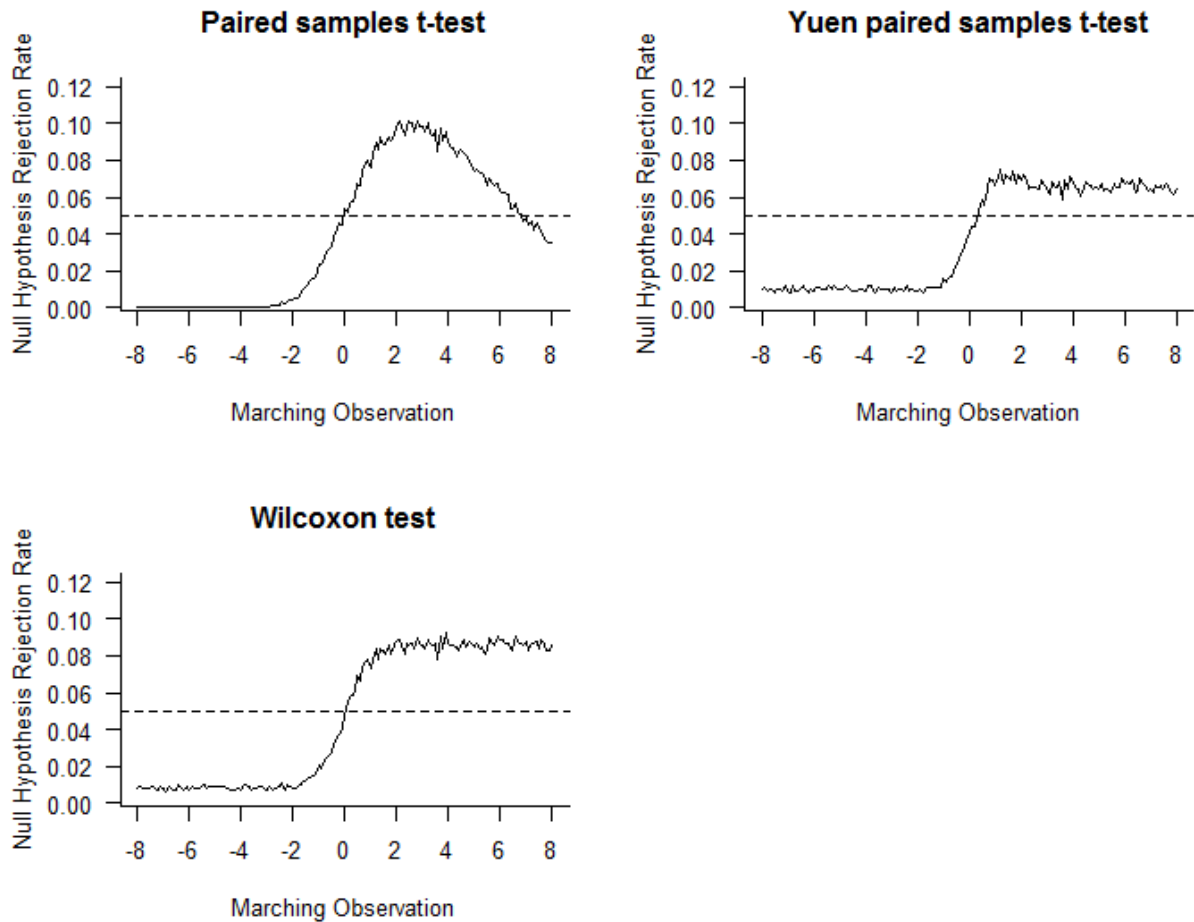 Paired samples t-test
Null Hypothesis Rejection Rate
0.12
0.10
0.08
0.06
0.04
0.02
0.00
-8 -6 -4 -2 0 2 4 6 8
Marching Observation
Yuen paired samples t-test
Null Hypothesis Rejection Rate
0.12
0.10
0.08
0.06
0.04
0.02
0.00
-8 -6 -4 -2 0 2 4 6 8
Marching Observation
Wilcoxon test
Null Hypothesis Rejection Rate
0.12
0.10
0.08
0.06
0.04
0.02
0.00
-8 -6 -4 -2 0 2 4 6 8
Marching Observation